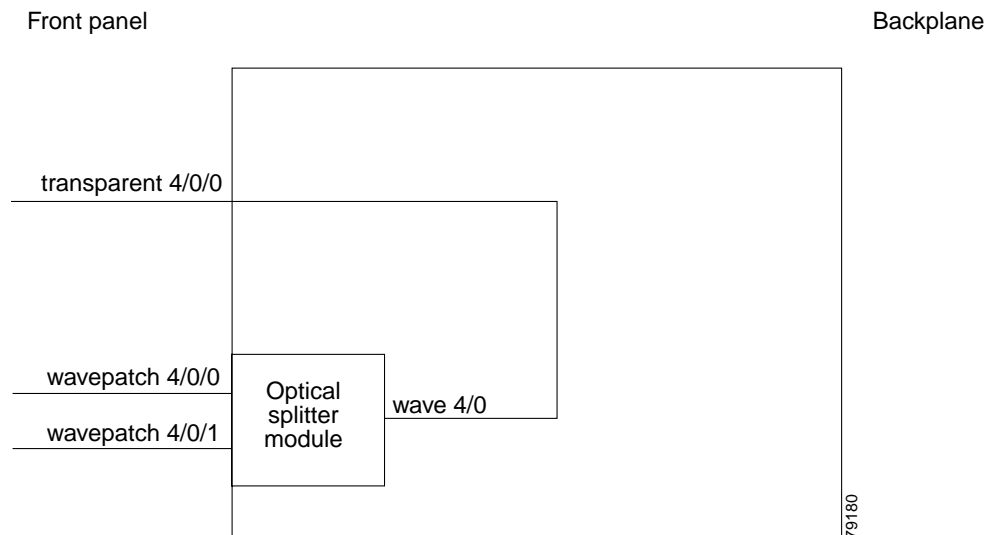 Front panel
Backplane
transparent 4/0/0
wavepatch 4/0/0
wavepatch 4/0/1
Optical
splitter
module
wave 4/0
79180